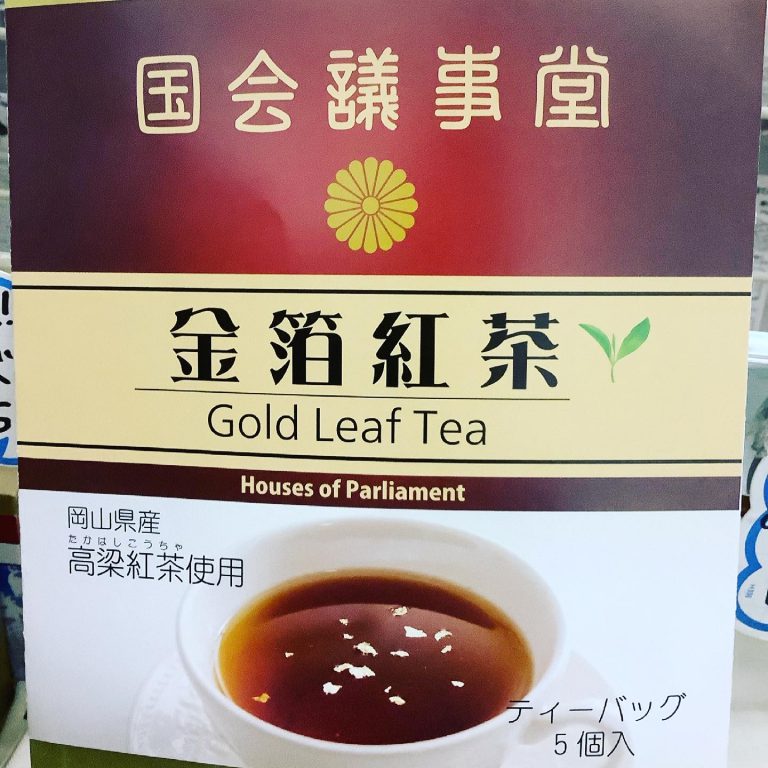 国会議事堂
金箔紅茶
Gold Leaf Tea
Houses of Parliament
岡山県産
たかはしこうちゃ
高梁紅茶使用
ティーバッグ
5個入